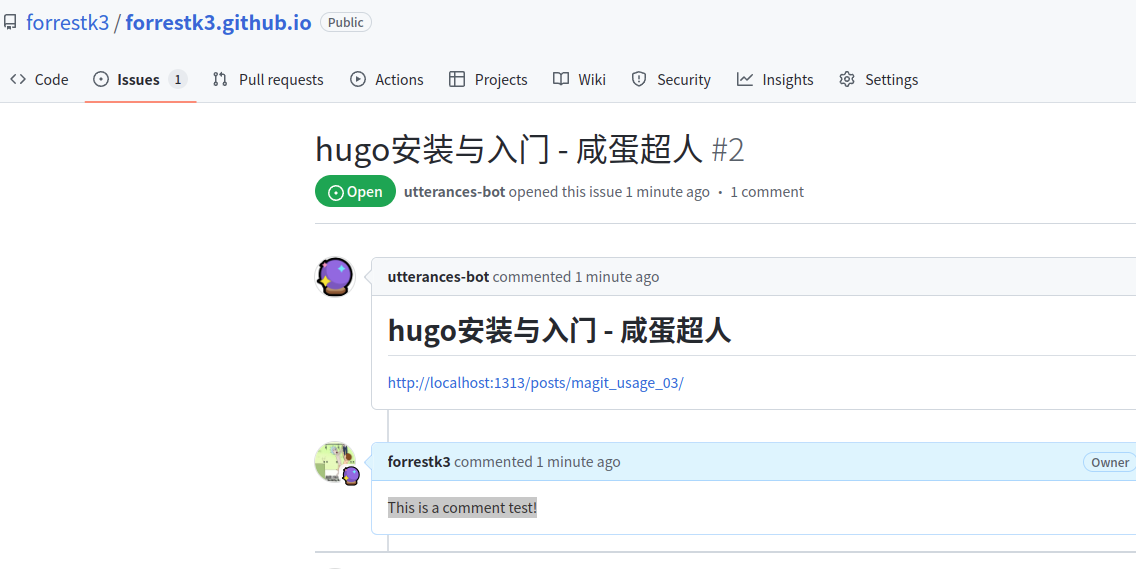 forrestk3 / forrestk3.github.io Public
Code Issues 1 Pull requests Actions Projects Wiki Security Insights Settings
hugo安装与入门 - 咸蛋超人 #2
Open utterances-bot opened this issue 1 minute ago · 1 comment
utterances-bot commented 1 minute ago
hugo安装与入门 - 咸蛋超人
http://localhost:1313/posts/magit_usage_03/
forrestk3 commented 1 minute ago Owner
This is a comment test!